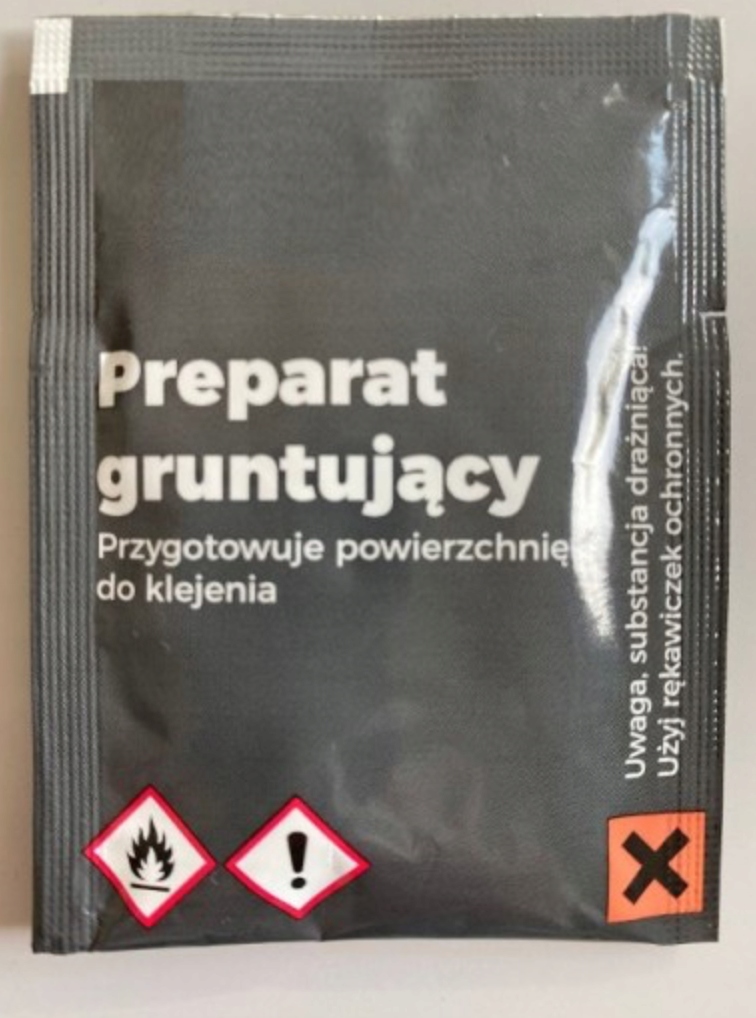 Preparat
gruntujący
Przygotowuje powierzchnię
do klejenia
Uwaga, substancja drażniąca!
Użyj rękawiczek ochronnych.